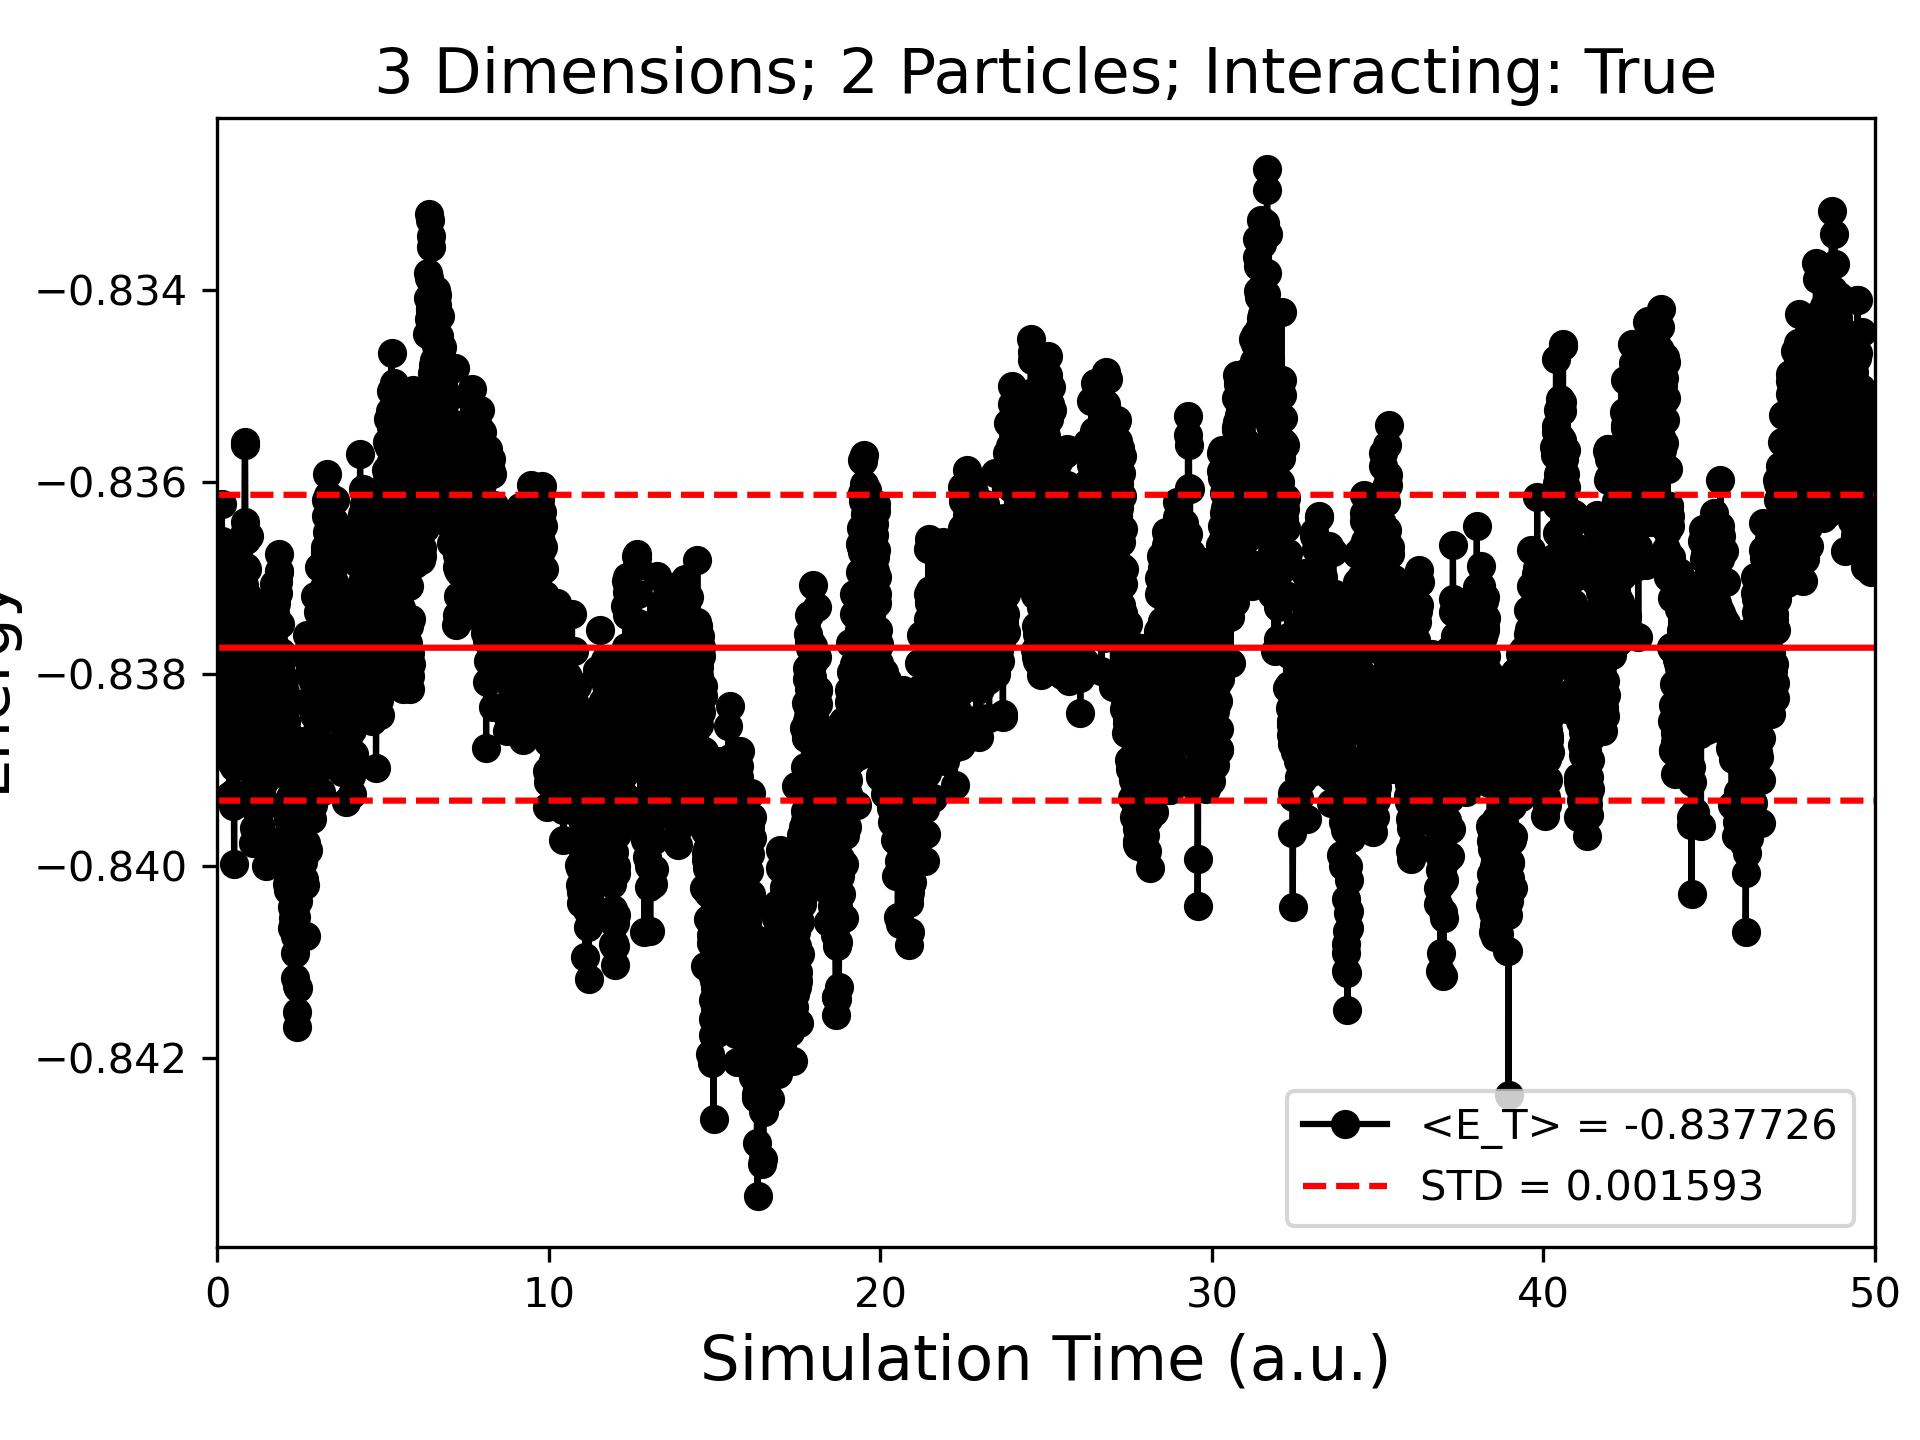 3 Dimensions; 2 Particles; Interacting: True
Energy
−0.834
−0.836
−0.838
−0.840
−0.842
<E_T> = -0.837726
STD = 0.001593
0 10 20 30 40 50
Simulation Time (a.u.)